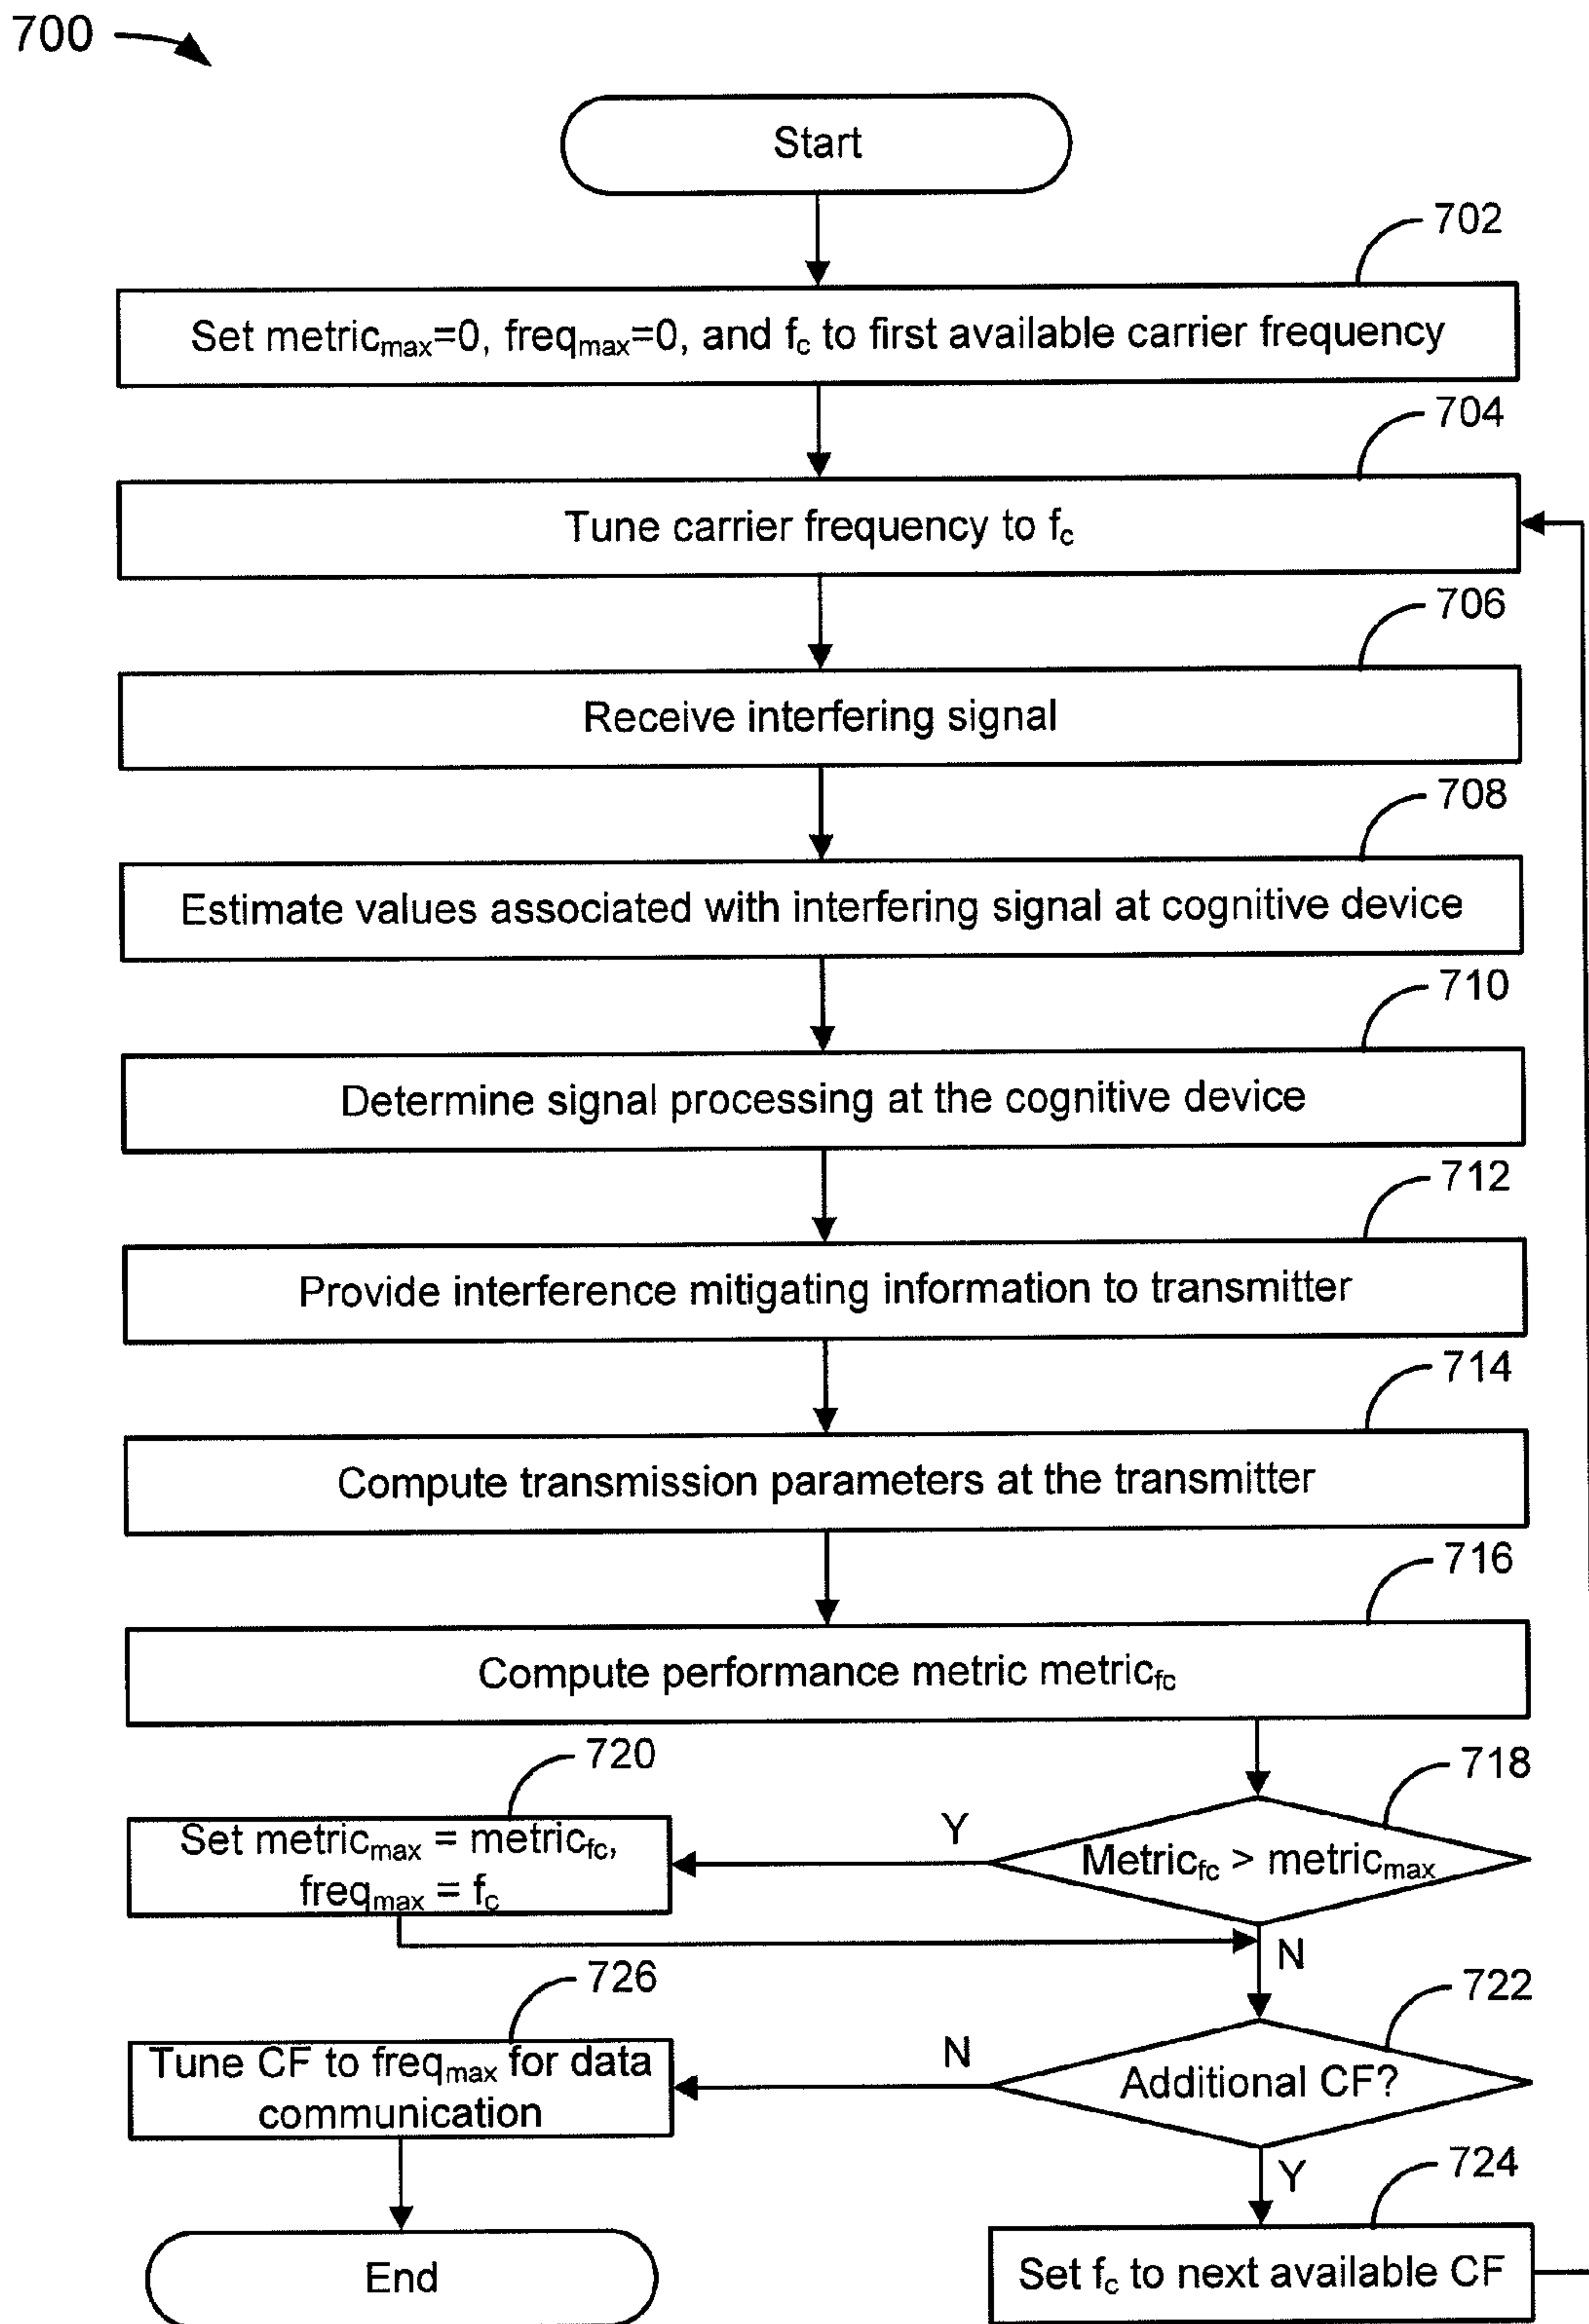 700
Start
702
Set metricmax=0, freqmax=0, and fc to first available carrier frequency
704
Tune carrier frequency to fc
706
Receive interfering signal
708
Estimate values associated with interfering signal at cognitive device
710
Determine signal processing at the cognitive device
712
Provide interference mitigating information to transmitter
714
Compute transmission parameters at the transmitter
716
Compute performance metric metricfc
718
Metricfc > metricmax
Y
720
Set metricmax = metricfc,
freqmax = fc
N
722
Additional CF?
N
726
Tune CF to freqmax for data
communication
Y
724
Set fc to next available CF
End